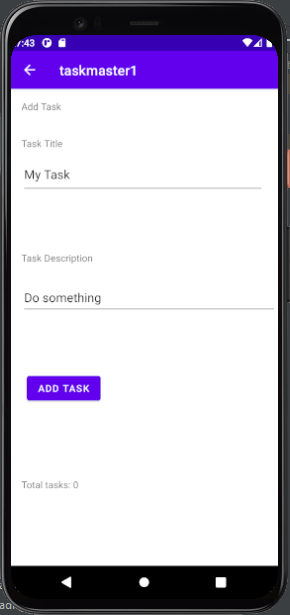 7:43
taskmaster1
Add Task
Task Title
My Task
Task Description
Do something
ADD TASK
Total tasks: 0